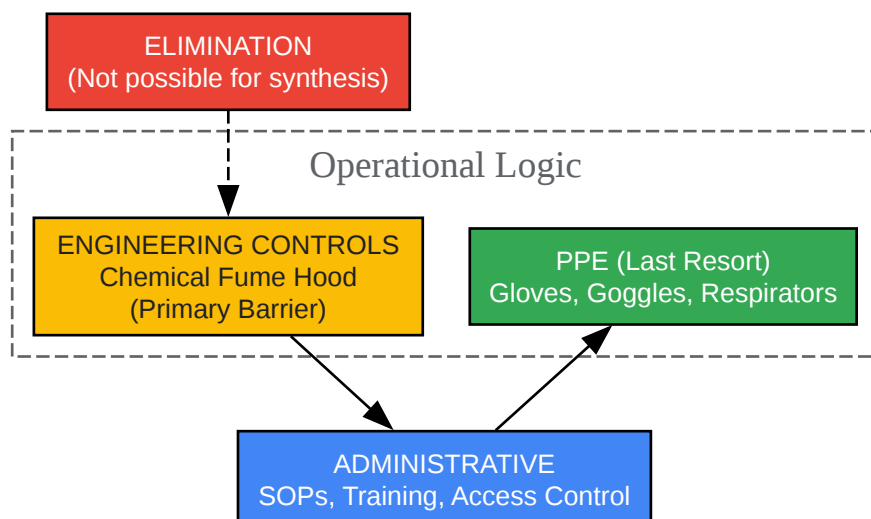 ELIMINATION
(Not possible for synthesis)
Operational Logic
ENGINEERING CONTROLS
Chemical Fume Hood
(Primary Barrier)
PPE (Last Resort)
Gloves, Goggles, Respirators
ADMINISTRATIVE
SOPs, Training, Access Control